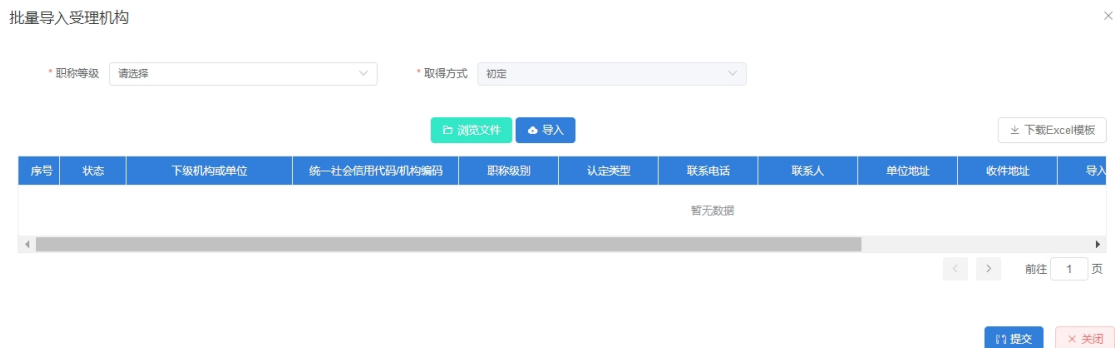 批量导入受理机构
* 职称等级 请选择 * 取得方式 初定
浏览文件 导入 下载Excel模板
序号 状态 下级机构或单位 统一社会信用代码/机构编码 职称级别 认定类型 联系电话 联系人 单位地址 收件地址 导入
暂无数据
前往 1 页
提交 × 关闭